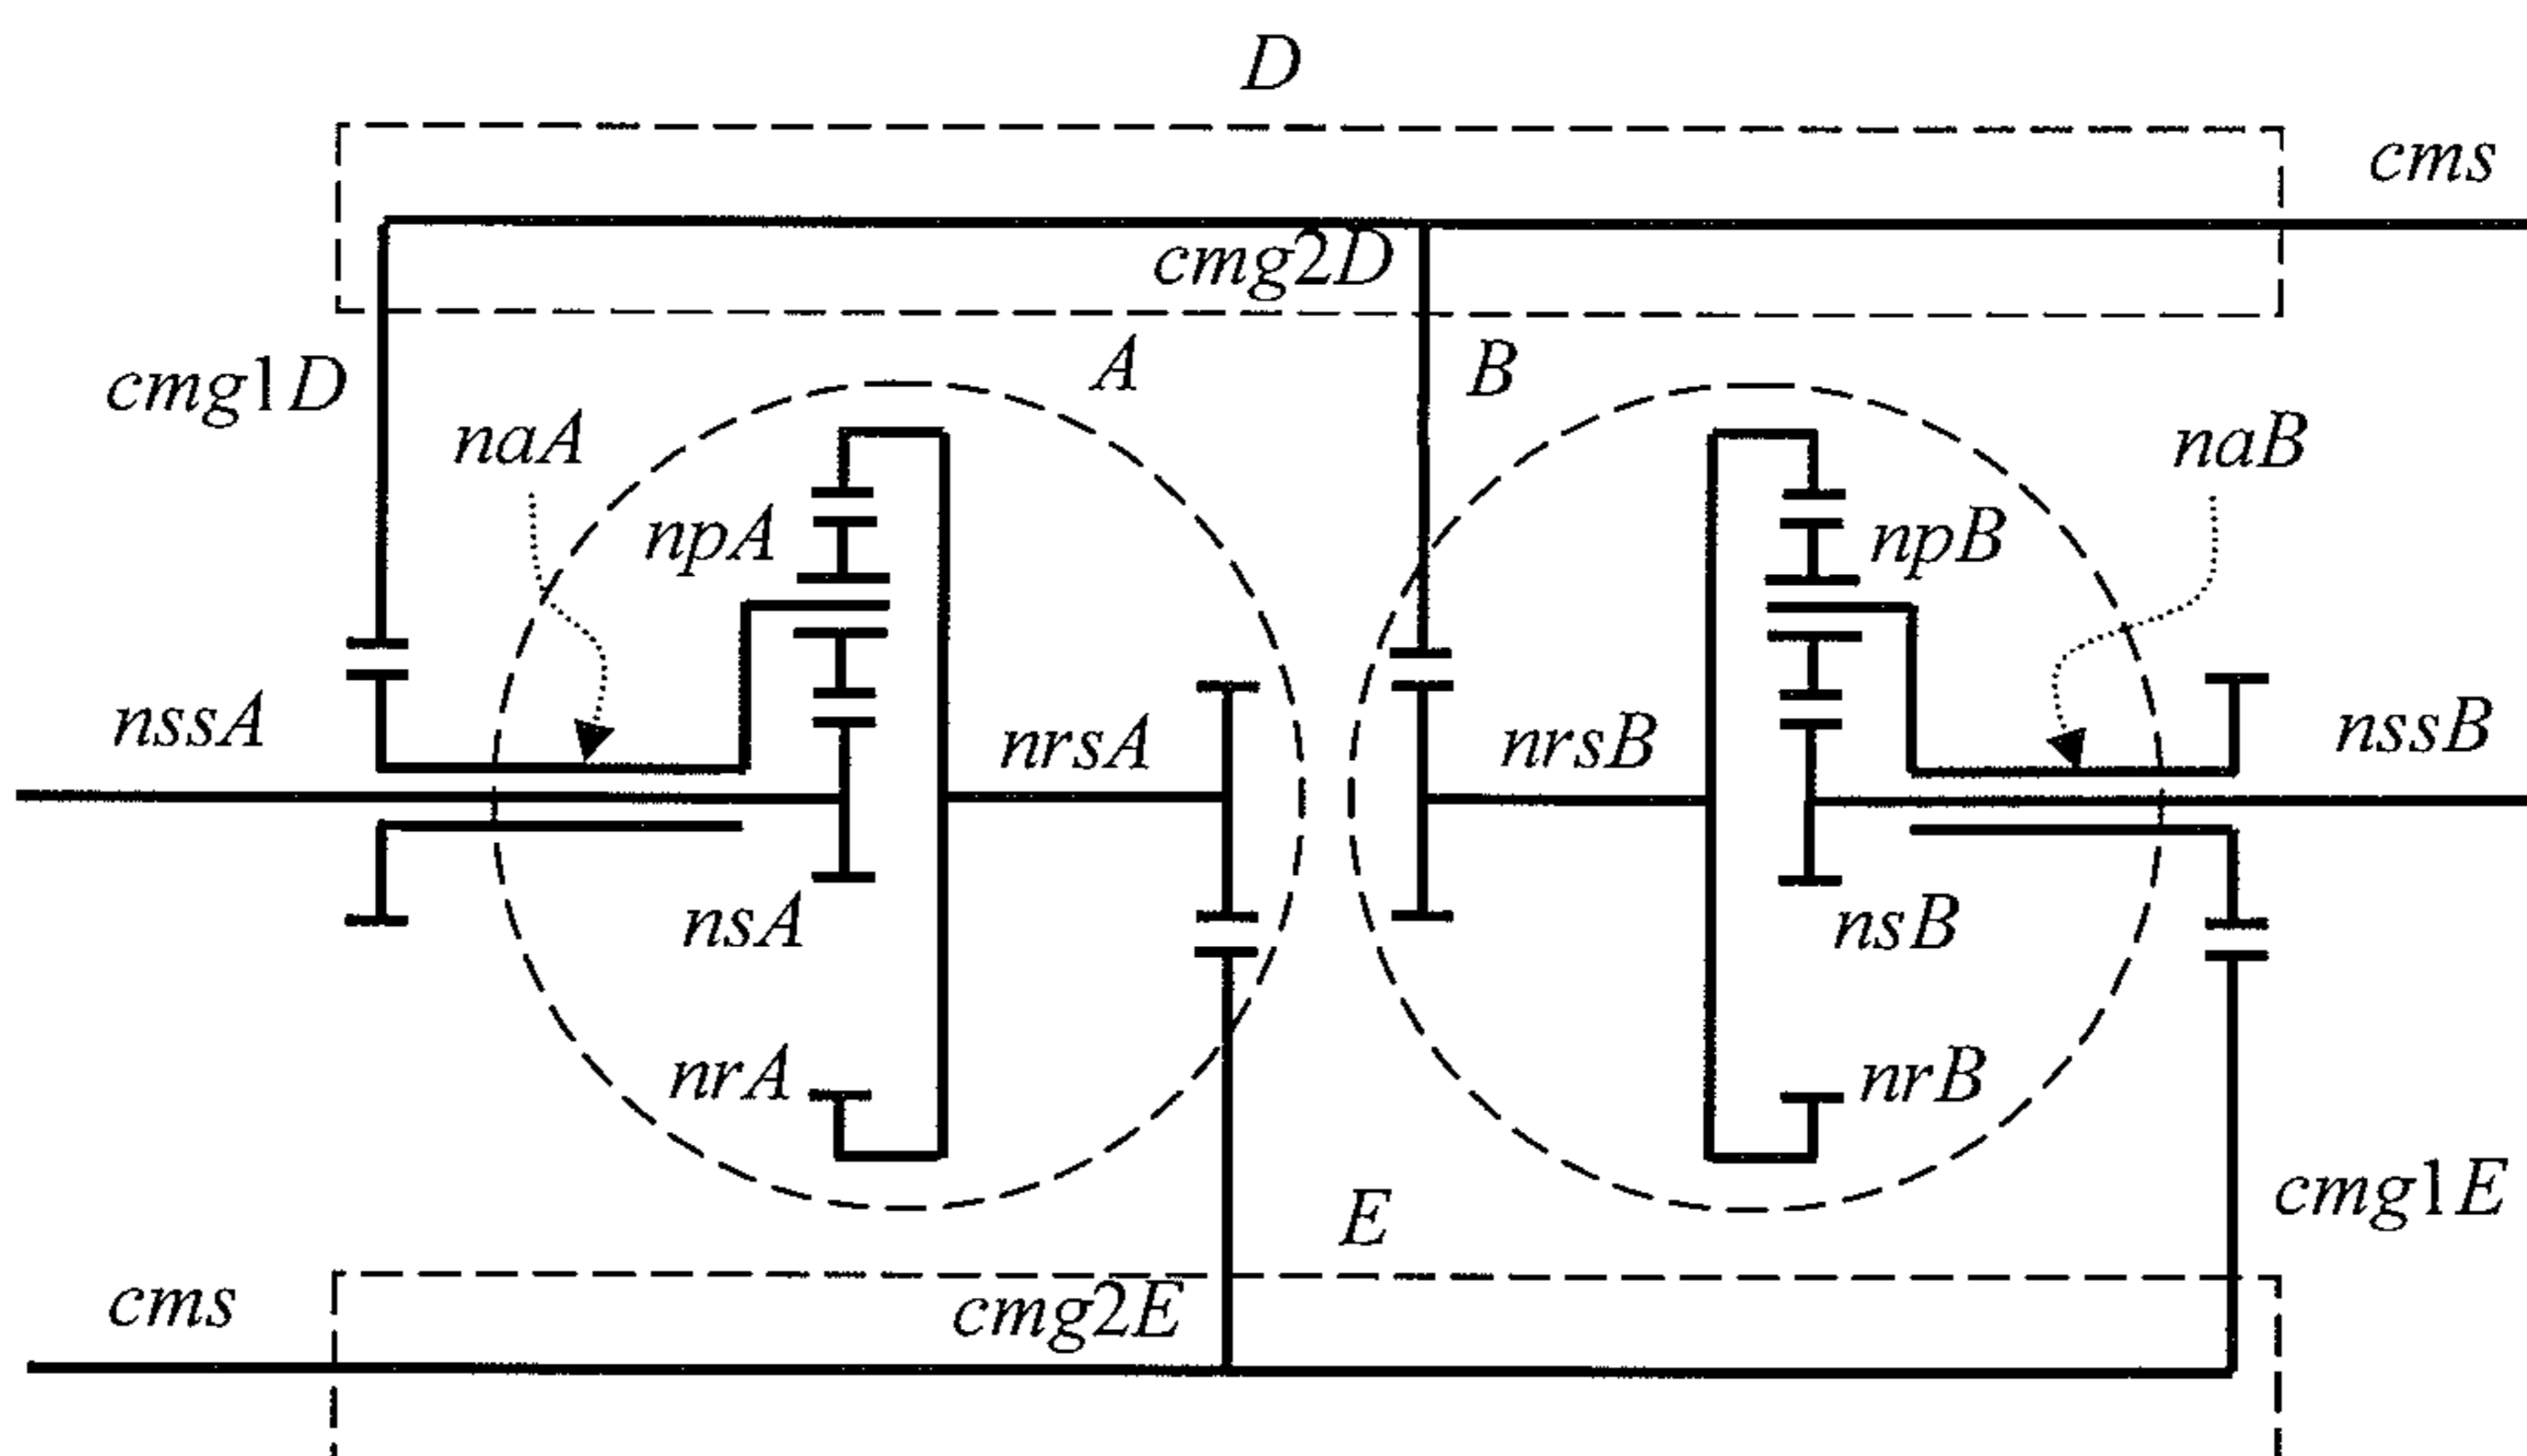 D
cms
cmg2D
A
B
cmg1D
naA
naB
npA
npB
nssA
nrsA
nrsB
nssB
nsA
nsB
nrA
nrB
cmg1E
E
cms
cmg2E